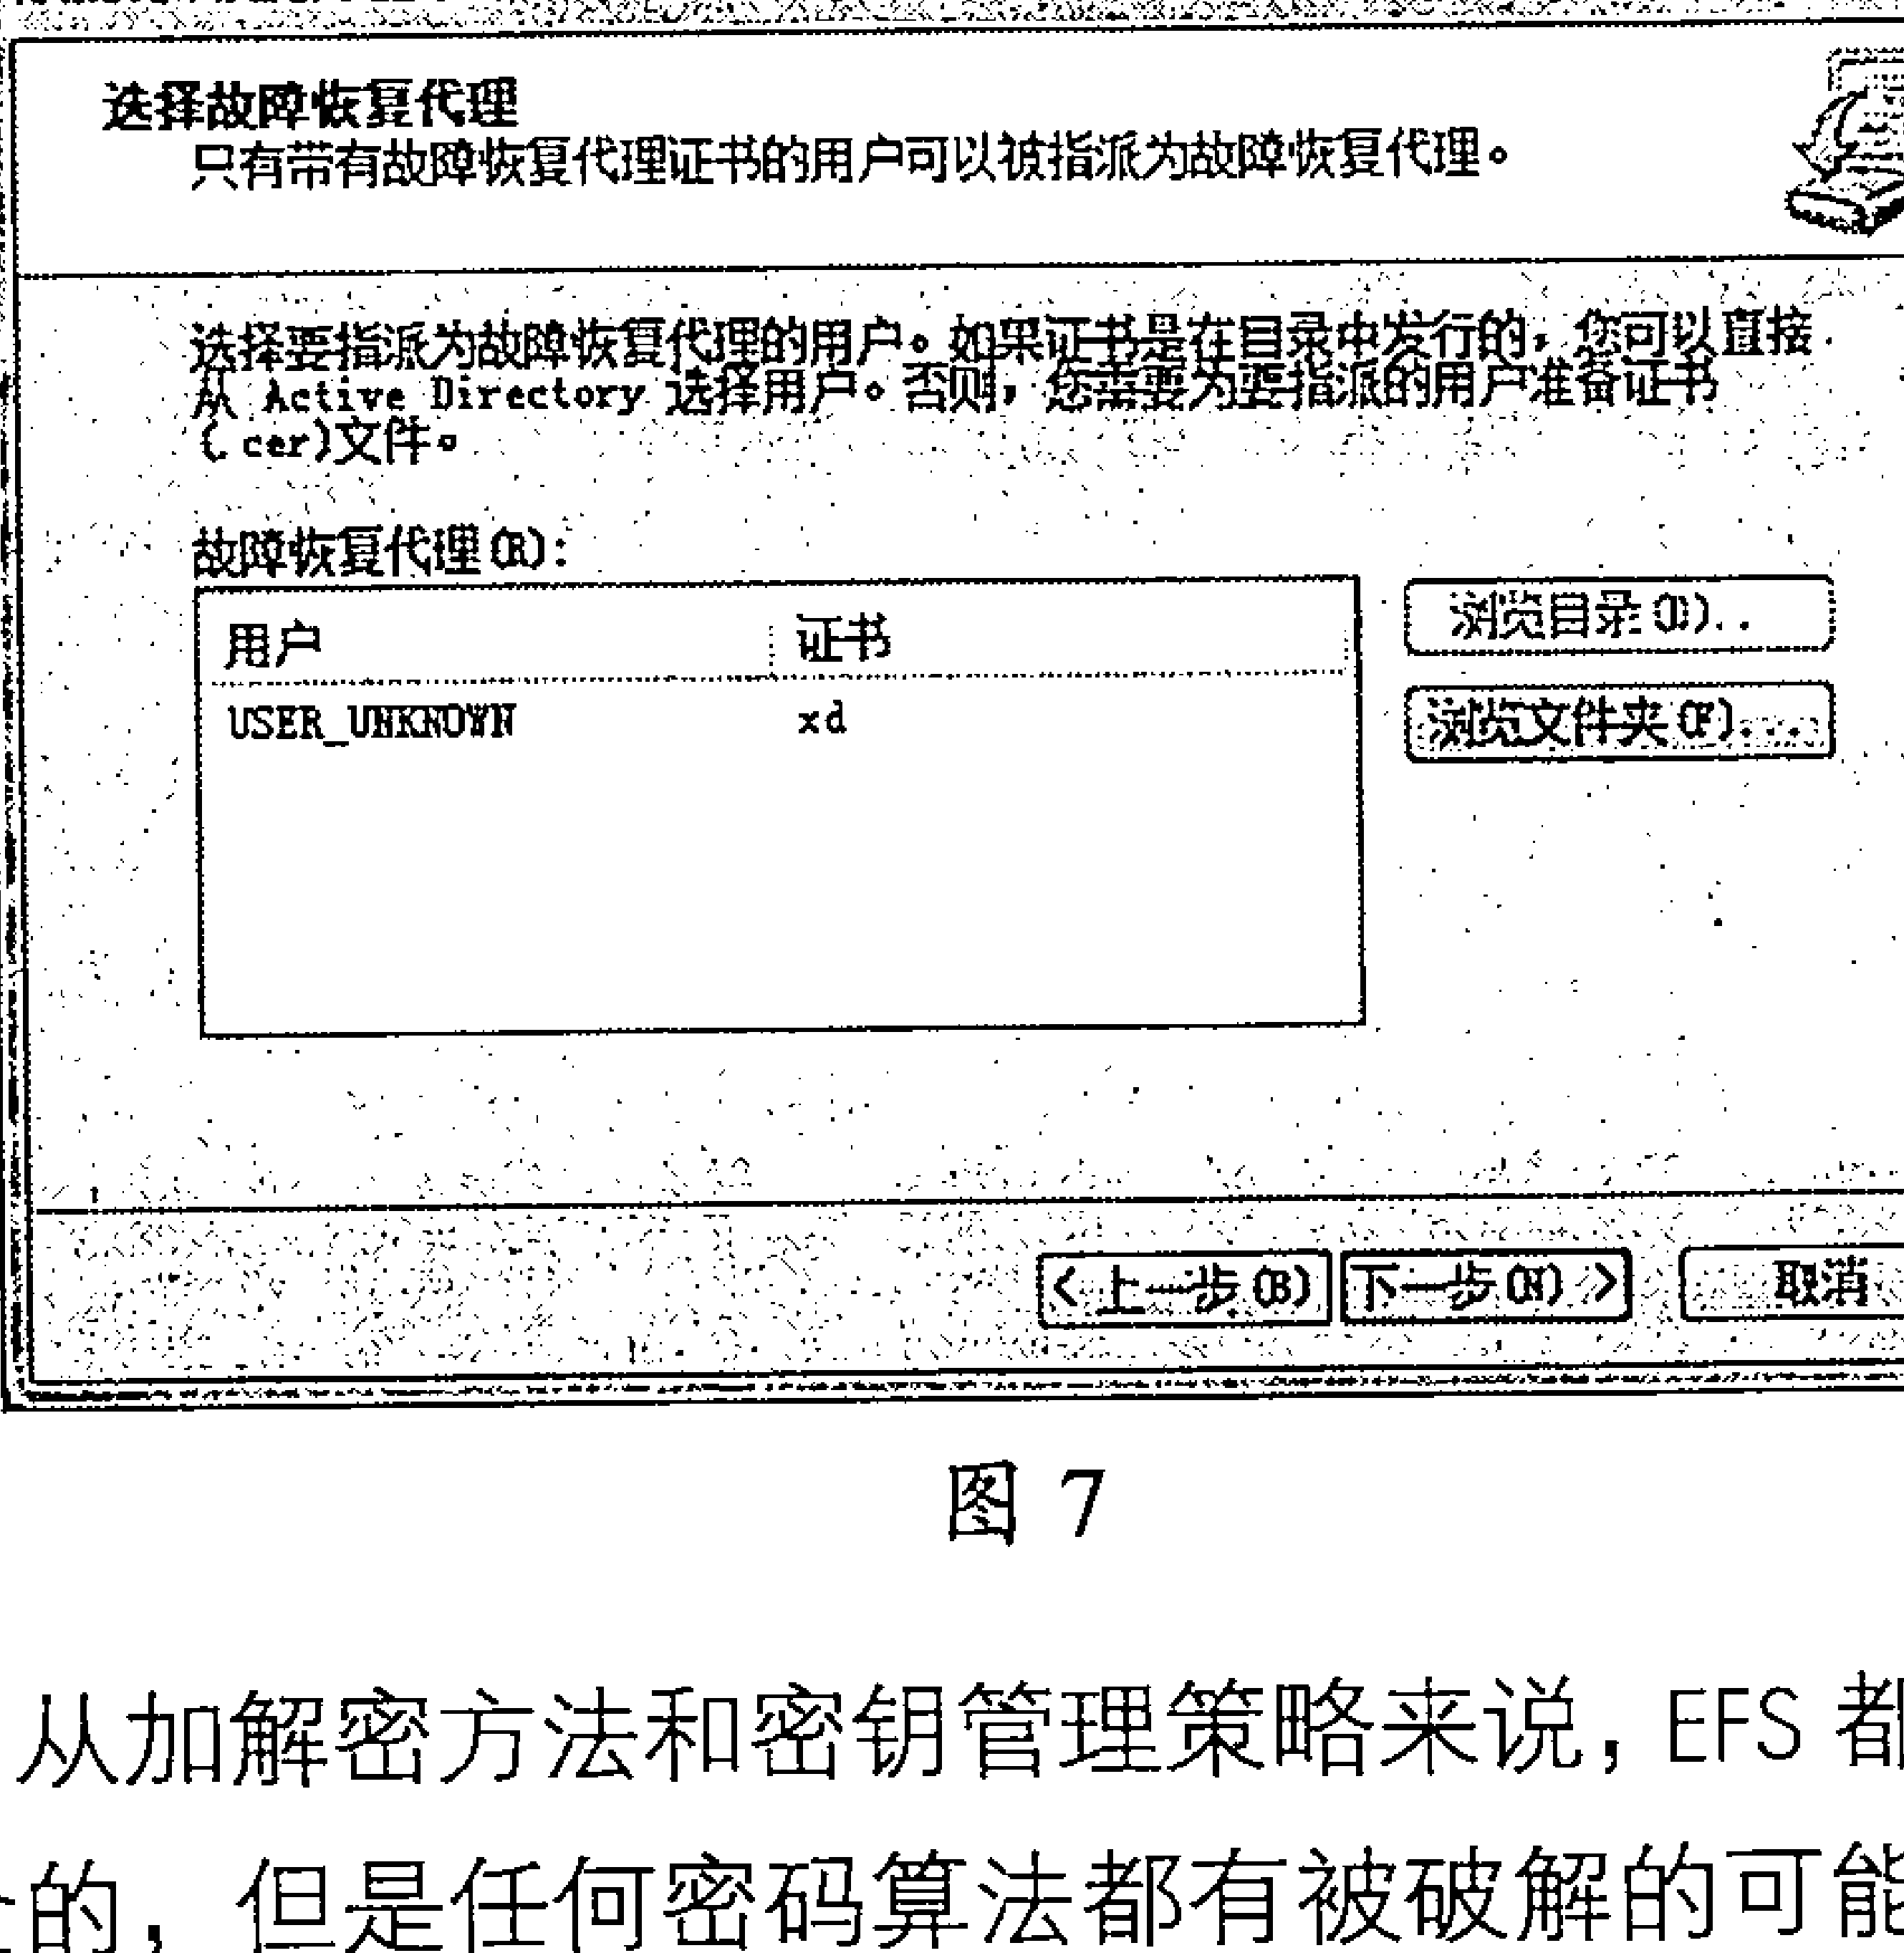 选择故障恢复代理
只有带有故障恢复代理证书的用户可以被指派为故障恢复代理。
选择要指派为故障恢复代理的用户。如果证书是在目录中发行的，您可以直接
从 Active Directory 选择用户。否则，您需要为要指派的用户准备证书
(.cer)文件。
故障恢复代理(R):
用户 证书
浏览目录(D)...
USER_UNKNOWN xd
浏览文件夹(F)...
<上一步(B) 下一步(N)> 取消
图 7
从加解密方法和密钥管理策略来说，EFS 都
的，但是任何密码算法都有被破解的可能